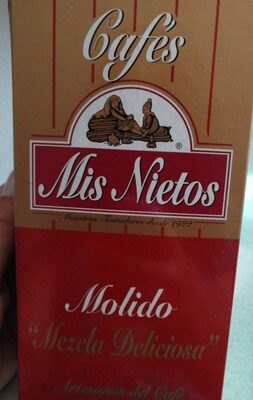 Cafés
®
Mis Nietos
Maestros Tostadores desde 1922
Molido
"Mezcla Deliciosa"
Artesanos del Café